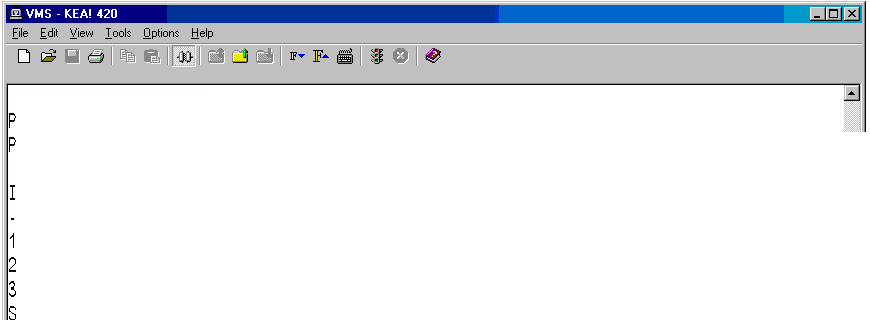 VMS - KEA! 420
File Edit View Tools Options Help
P
P
I
-
1
2
3
S